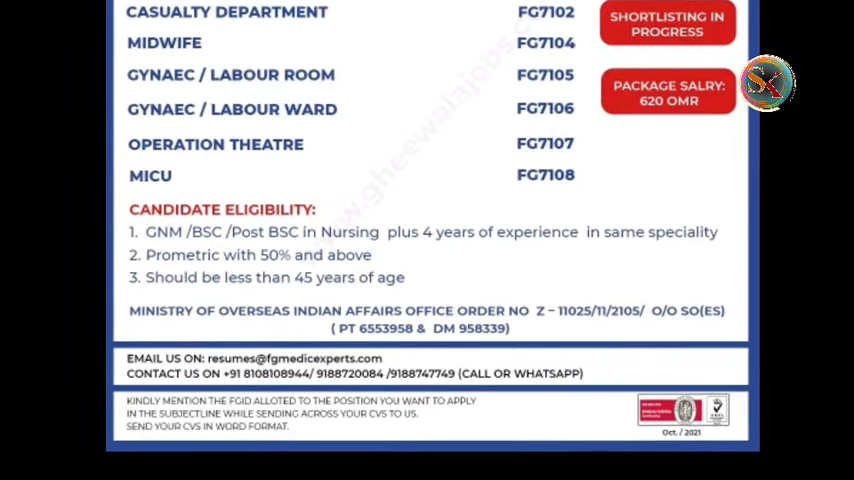 CASUALTY DEPARTMENT FG7102
SHORTLISTING IN
PROGRESS
MIDWIFE FG7104
GYNAEC / LABOUR ROOM FG7105
PACKAGE SALRY:
620 OMR
SK
GYNAEC / LABOUR WARD FG7106
OPERATION THEATRE FG7107
MICU FG7108
www.gheewalajobs.c
CANDIDATE ELIGIBILITY:
1. GNM /BSC /Post BSC in Nursing plus 4 years of experience in same speciality
2. Prometric with 50% and above
3. Should be less than 45 years of age
MINISTRY OF OVERSEAS INDIAN AFFAIRS OFFICE ORDER NO Z – 11025/11/2105/ O/O SO(ES)
( PT 6553958 & DM 958339)
EMAIL US ON: resumes@fgmedicexperts.com
CONTACT US ON +91 8108108944/ 9188720084 /9188747749 (CALL OR WHATSAPP)
KINDLY MENTION THE FGID ALLOTED TO THE POSITION YOU WANT TO APPLY
IN THE SUBJECTLINE WHILE SENDING ACROSS YOUR CVS TO US.
SEND YOUR CVS IN WORD FORMAT.
Oct. / 2021